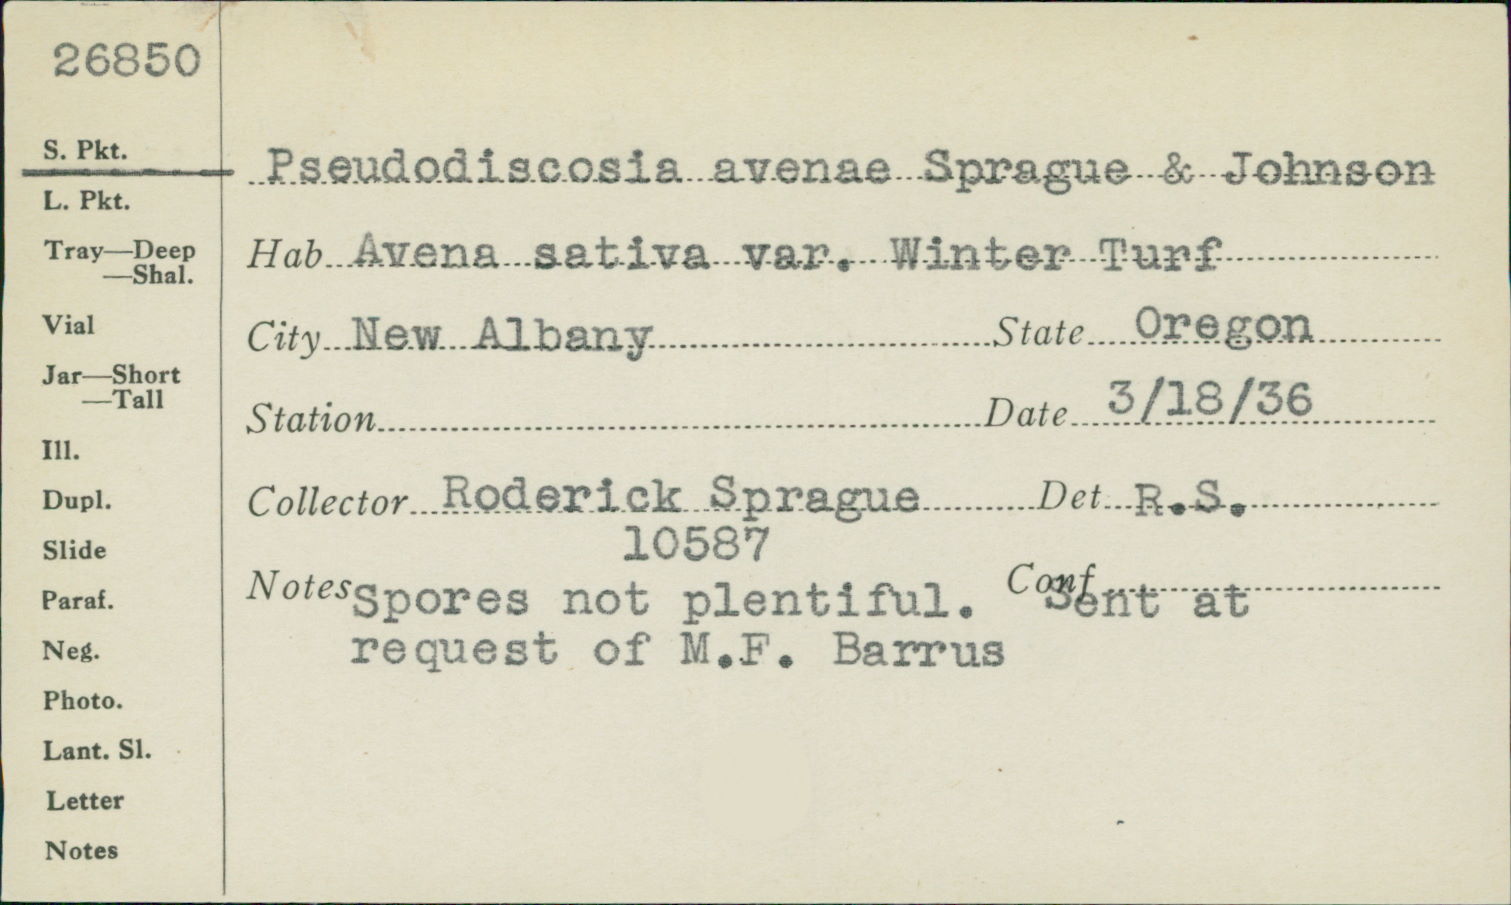 26850
S. Pkt.
L. Pkt.
Tray—Deep
—Shal.
Vial
Jar—Short
—Tall
Ill.
Dupl.
Slide
Paraf.
Neg.
Photo.
Lant. Sl.
Letter
Notes
Pseudodiscosia avenae Sprague & Johnson
Hab Avena sativa var. Winter Turf
City New Albany State Oregon
Station Date 3/18/36
Collector Roderick Sprague Det R.S.
10587
Notes Spores not plentiful. Conf Sent at
request of M.F. Barrus